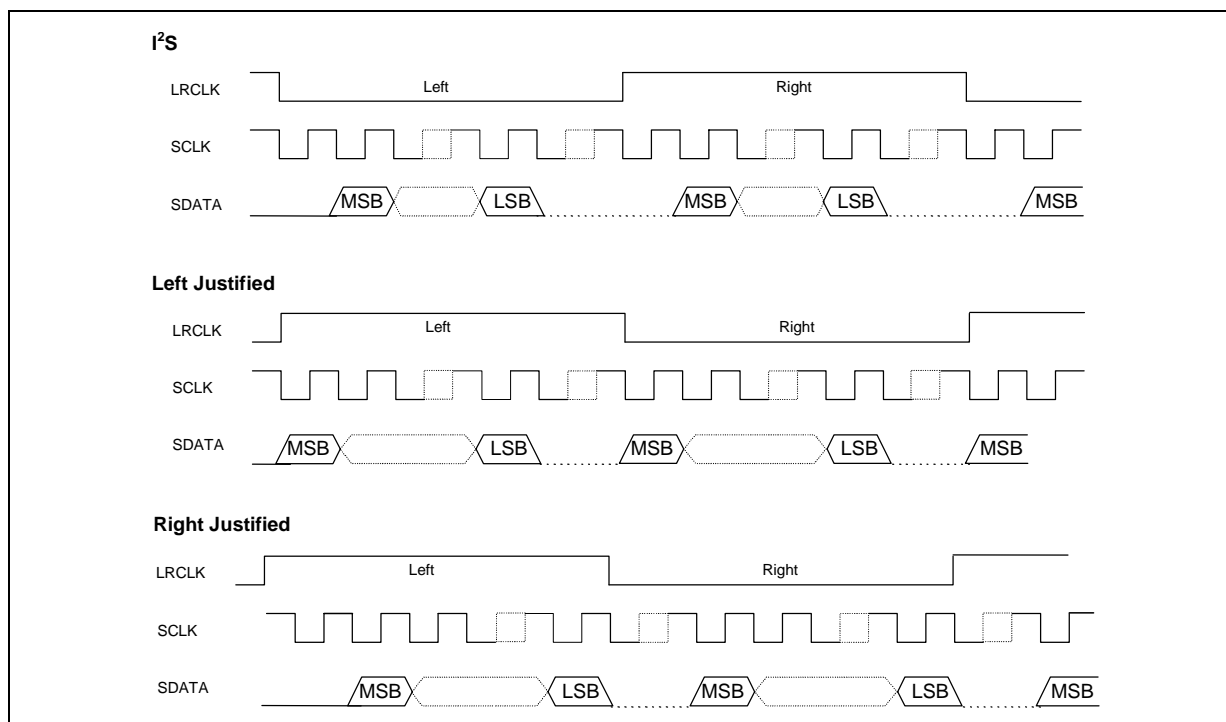 I²S
LRCLK Left Right
SCLK
SDATA MSB LSB MSB LSB MSB
Left Justified
LRCLK Left Right
SCLK
SDATA MSB LSB MSB LSB MSB
Right Justified
LRCLK Left Right
SCLK
SDATA MSB LSB MSB LSB MSB